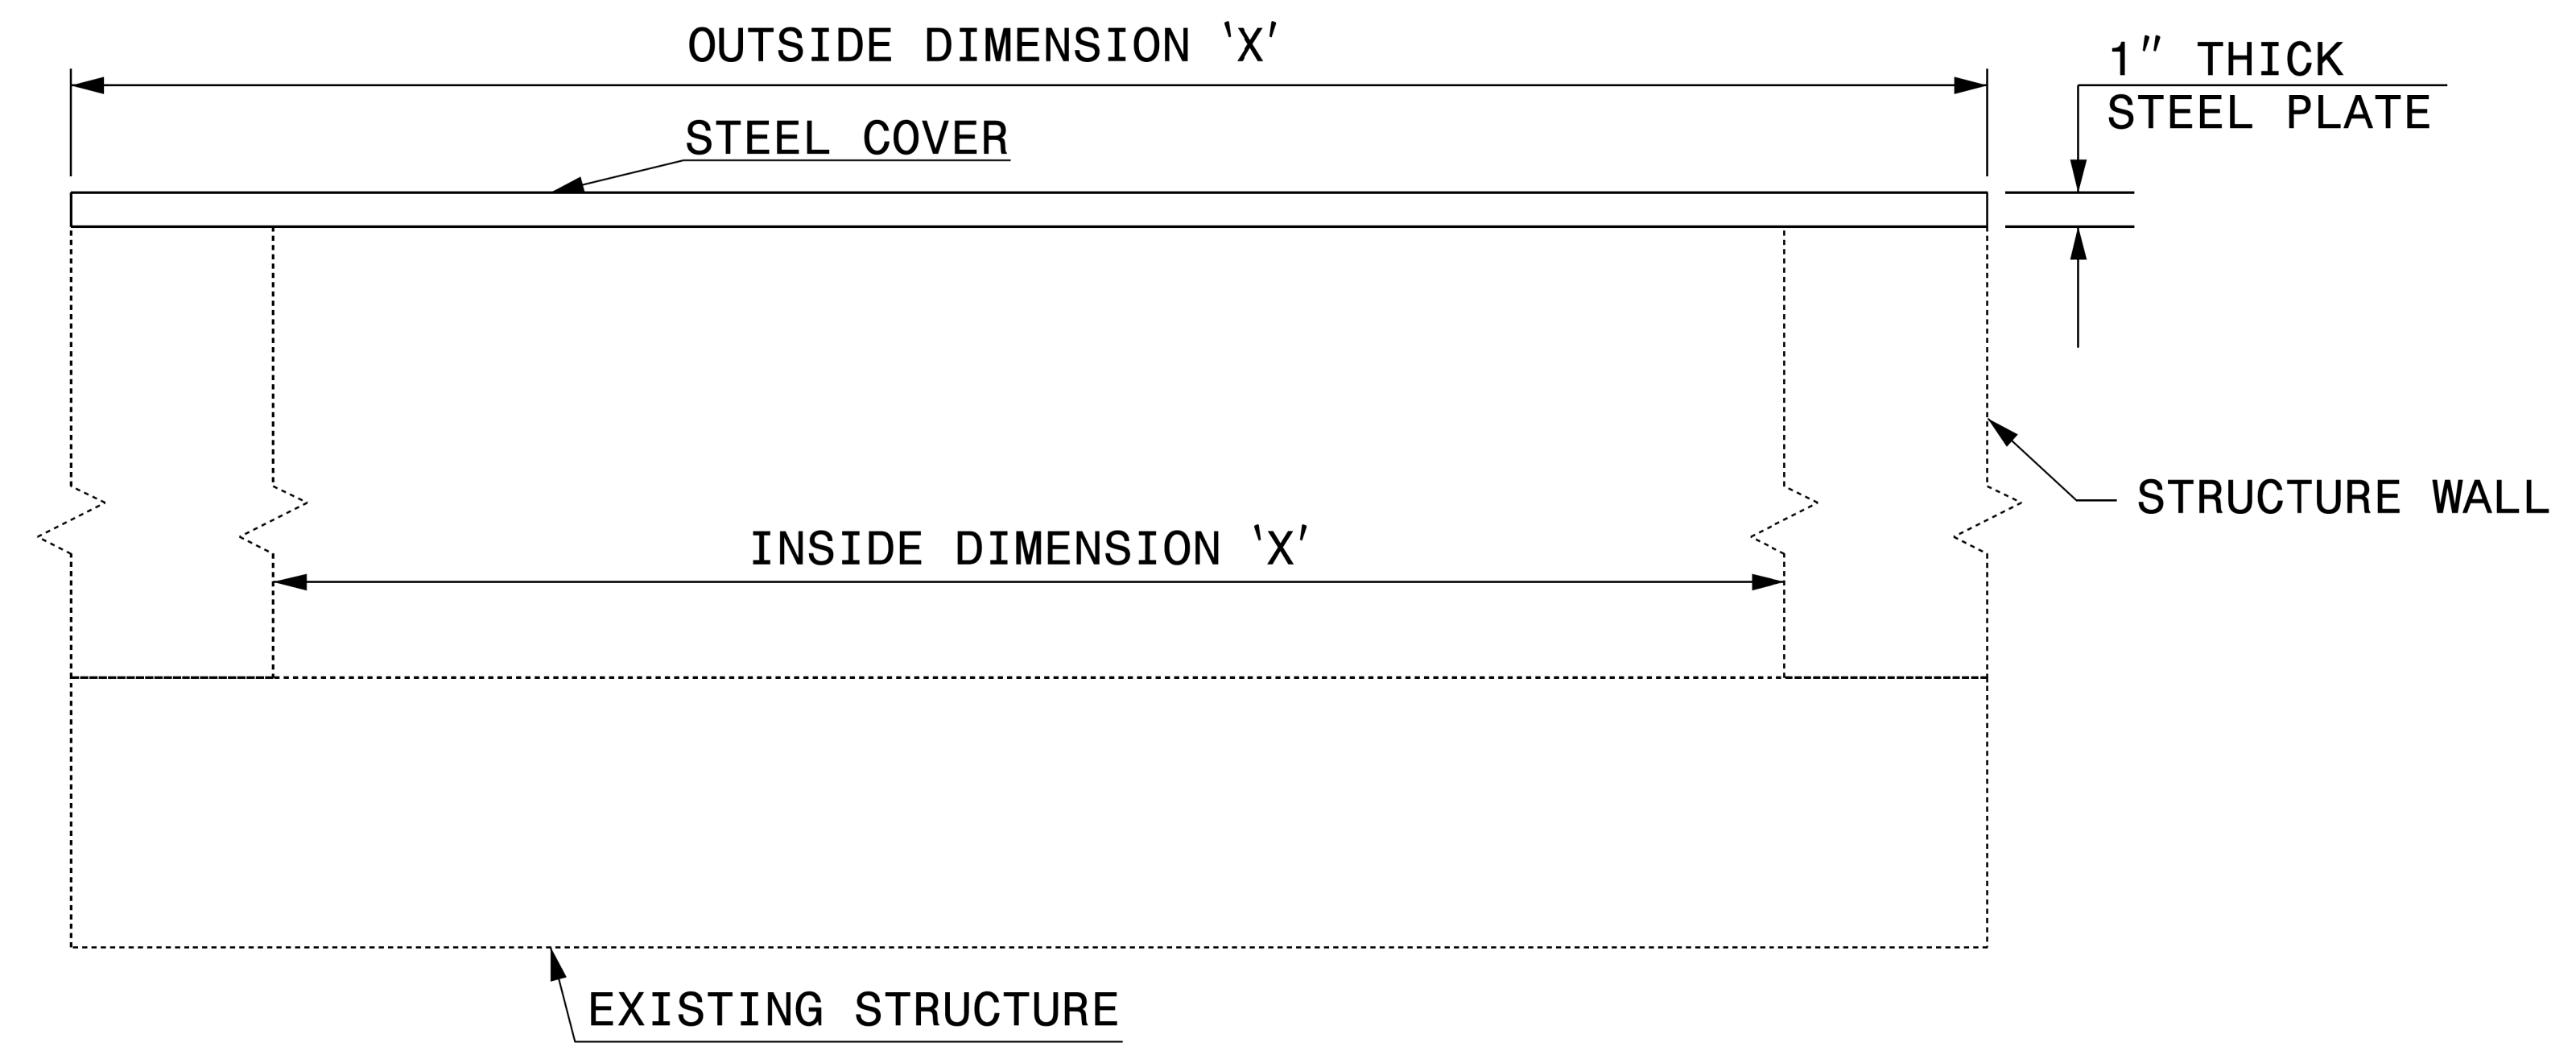 OUTSIDE DIMENSION 'X'
1" THICK
STEEL PLATE
STEEL COVER
STRUCTURE WALL
INSIDE DIMENSION 'X'
EXISTING STRUCTURE